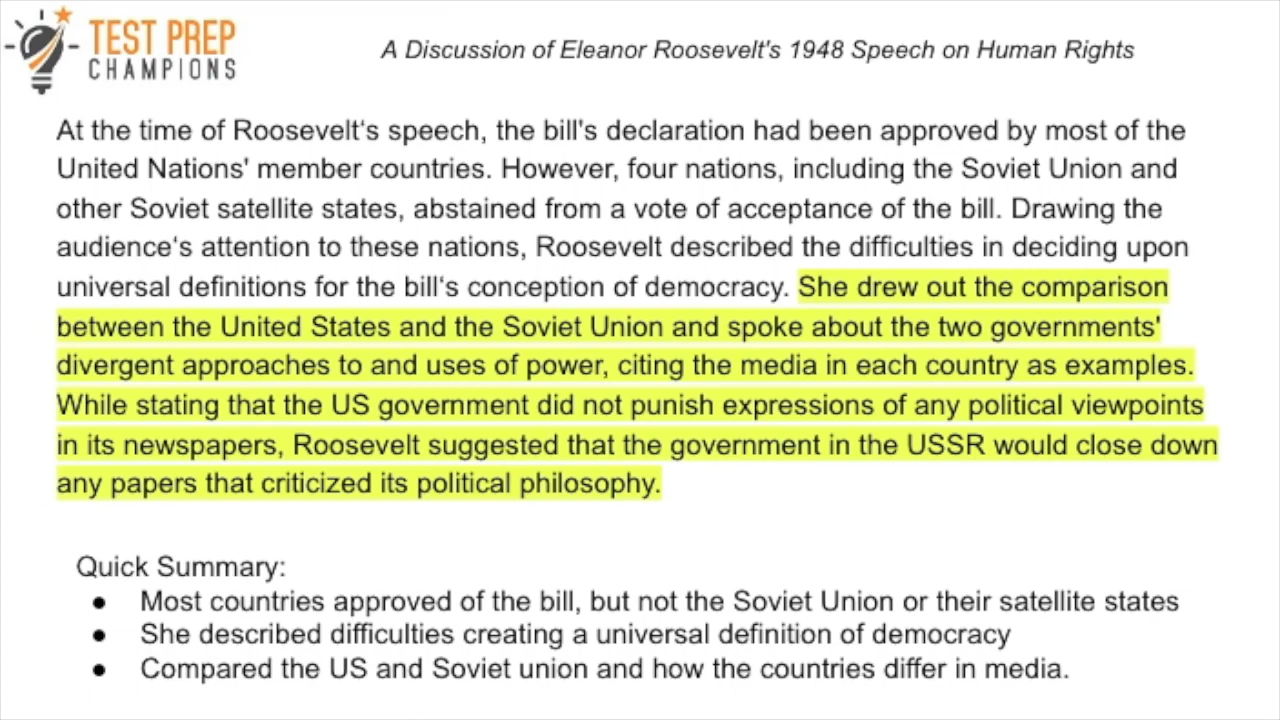 TEST PREP
CHAMPIONS
A Discussion of Eleanor Roosevelt's 1948 Speech on Human Rights
At the time of Roosevelt‘s speech, the bill's declaration had been approved by most of the
United Nations' member countries. However, four nations, including the Soviet Union and
other Soviet satellite states, abstained from a vote of acceptance of the bill. Drawing the
audience‘s attention to these nations, Roosevelt described the difficulties in deciding upon
universal definitions for the bill‘s conception of democracy. She drew out the comparison
between the United States and the Soviet Union and spoke about the two governments'
divergent approaches to and uses of power, citing the media in each country as examples.
While stating that the US government did not punish expressions of any political viewpoints
in its newspapers, Roosevelt suggested that the government in the USSR would close down
any papers that criticized its political philosophy.
Quick Summary:
● Most countries approved of the bill, but not the Soviet Union or their satellite states
● She described difficulties creating a universal definition of democracy
● Compared the US and Soviet union and how the countries differ in media.